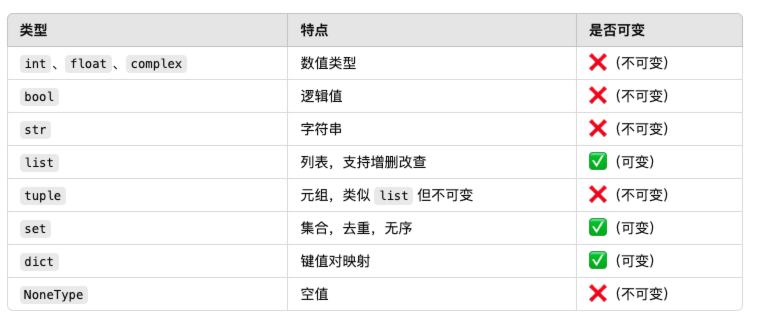 类型 特点 是否可变
int、float、complex 数值类型 ❌ (不可变)
bool 逻辑值 ❌ (不可变)
str 字符串 ❌ (不可变)
list 列表，支持增删改查 ✅ (可变)
tuple 元组，类似 list 但不可变 ❌ (不可变)
set 集合，去重，无序 ✅ (可变)
dict 键值对映射 ✅ (可变)
NoneType 空值 ❌ (不可变)